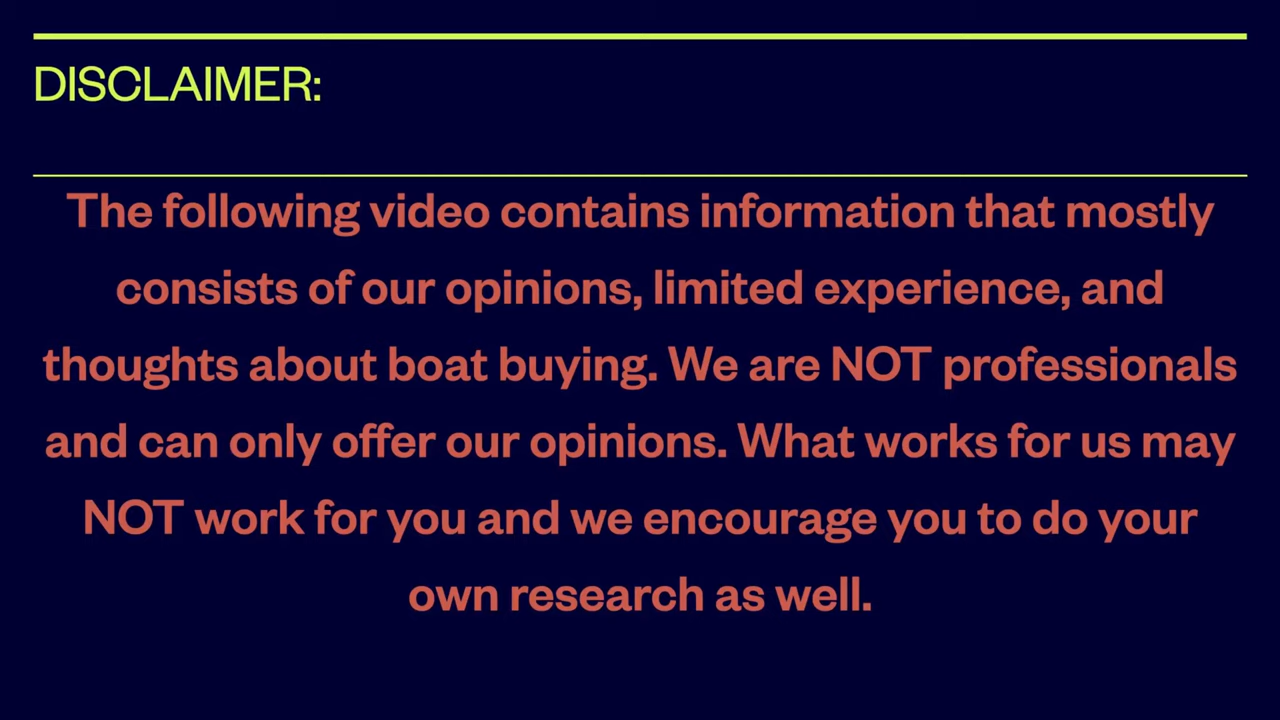 DISCLAIMER:
The following video contains information that mostly
consists of our opinions, limited experience, and
thoughts about boat buying. We are NOT professionals
and can only offer our opinions. What works for us may
NOT work for you and we encourage you to do your
own research as well.